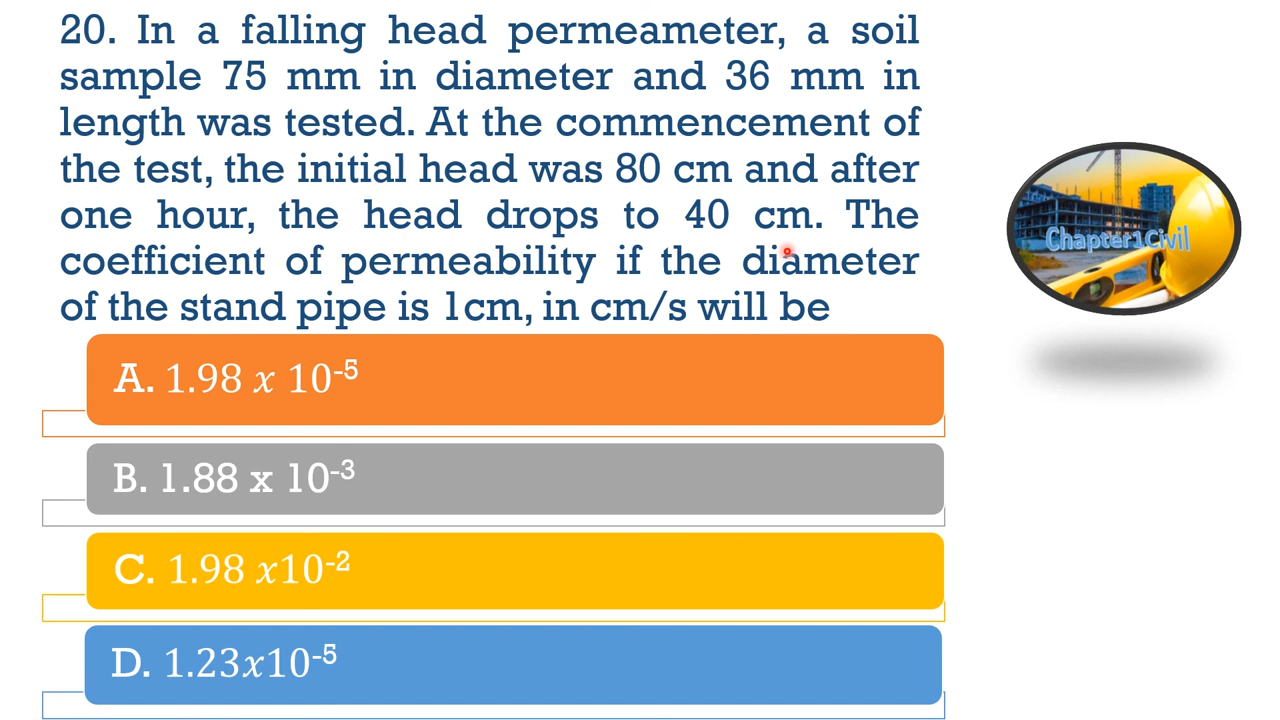 20. In a falling head permeameter, a soil
sample 75 mm in diameter and 36 mm in
length was tested. At the commencement of
the test, the initial head was 80 cm and after
one hour, the head drops to 40 cm. The
coefficient of permeability if the diameter
of the stand pipe is 1cm, in cm/s will be
Chapter1Civil
A. 1.98 x 10⁻⁵
B. 1.88 x 10⁻³
C. 1.98 x10⁻²
D. 1.23x10⁻⁵